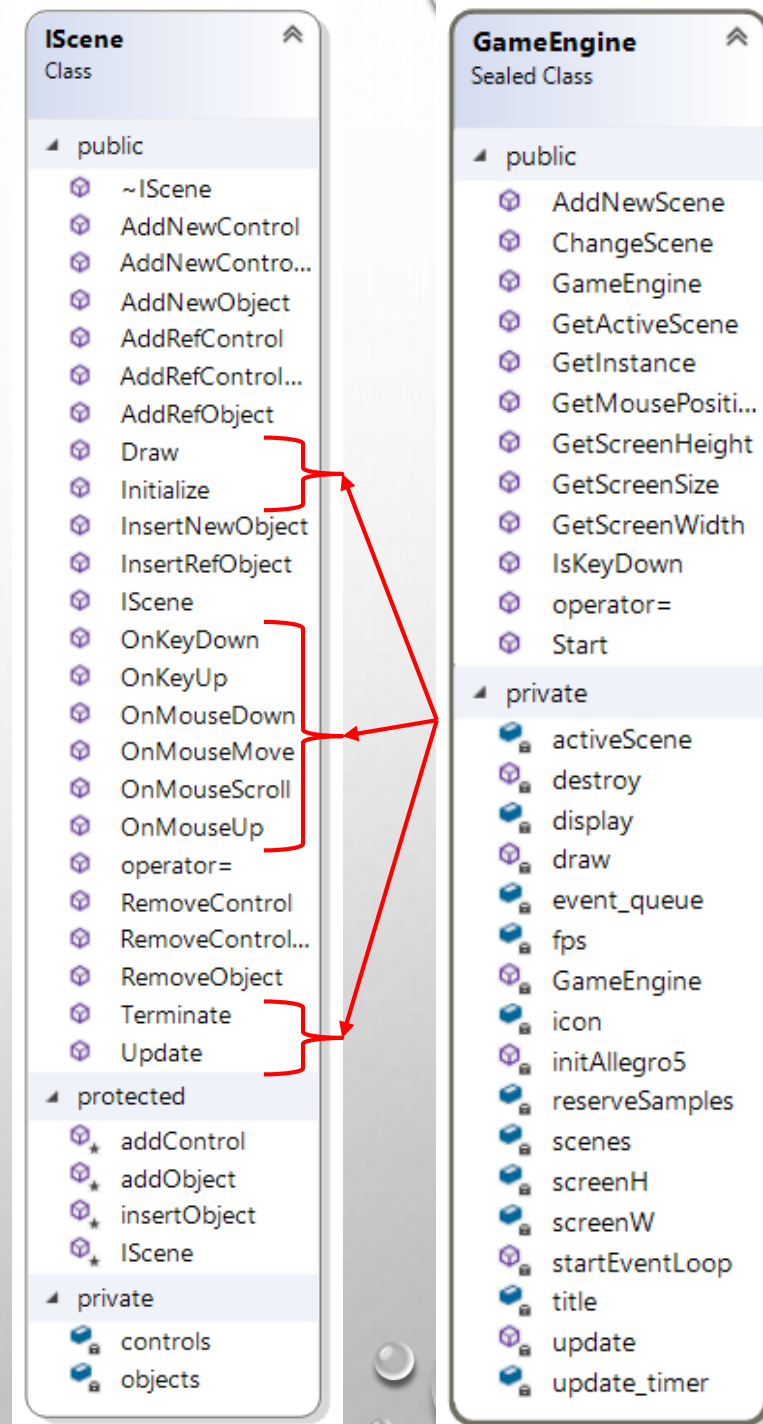 IScene
Class
public
~IScene
AddNewControl
AddNewContro...
AddNewObject
AddRefControl
AddRefControl...
AddRefObject
Draw
Initialize
InsertNewObject
InsertRefObject
IScene
OnKeyDown
OnKeyUp
OnMouseDown
OnMouseMove
OnMouseScroll
OnMouseUp
operator=
RemoveControl
RemoveControl...
RemoveObject
Terminate
Update
protected
addControl
addObject
insertObject
IScene
private
controls
objects
GameEngine
Sealed Class
public
AddNewScene
ChangeScene
GameEngine
GetActiveScene
GetInstance
GetMousePositi...
GetScreenHeight
GetScreenSize
GetScreenWidth
IsKeyDown
operator=
Start
private
activeScene
destroy
display
draw
event_queue
fps
GameEngine
icon
initAllegro5
reserveSamples
scenes
screenH
screenW
startEventLoop
title
update
update_timer